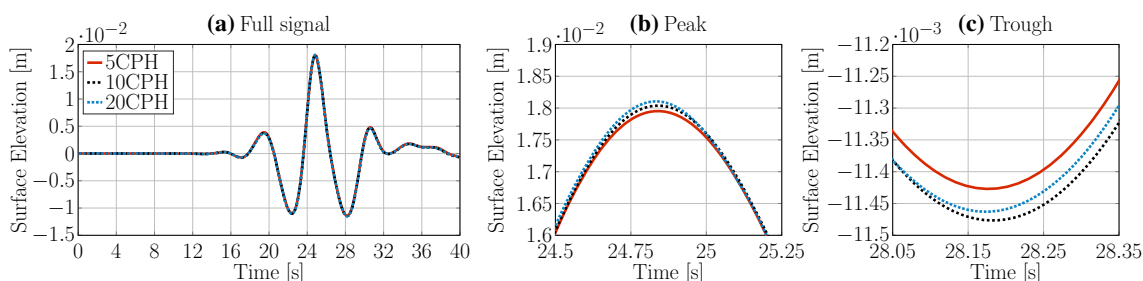 (a) Full signal
·10−2
2
1.5
1
0.5
0
−0.5
−1
−1.5
Surface Elevation [m]
5CPH
10CPH
20CPH
0 4 8 12 16 20 24 28 32 36 40
Time [s]
(b) Peak
·10−2
1.9
1.8
1.8
1.7
1.7
1.6
1.6
Surface Elevation [m]
24.5 24.75 25 25.25
Time [s]
(c) Trough
·10−3
−11.2
−11.25
−11.3
−11.35
−11.4
−11.45
−11.5
Surface Elevation [m]
28.05 28.15 28.25 28.35
Time [s]